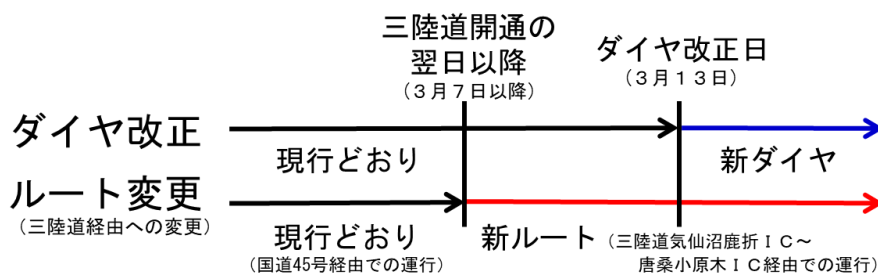 三陸道開通の
翌日以降
（３月７日以降）
ダイヤ改正日
（３月１３日）
ダイヤ改正
現行どおり
新ダイヤ
ルート変更
（三陸道経由への変更）
現行どおり
（国道45号経由での運行）
新ルート（三陸道気仙沼鹿折ＩＣ～
唐桑小原木ＩＣ経由での運行）